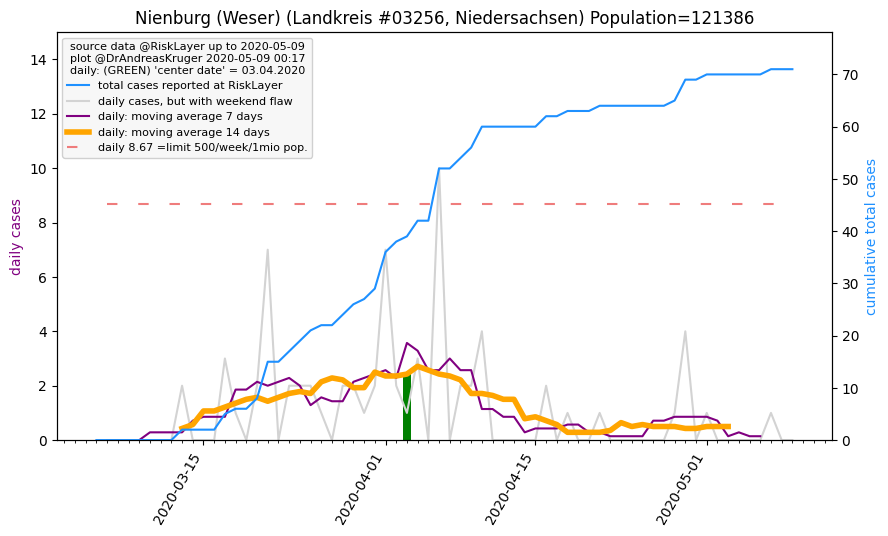 Nienburg (Weser) (Landkreis #03256, Niedersachsen) Population=121386
source data @RiskLayer up to 2020-05-09
plot @DrAndreasKruger 2020-05-09 00:17
daily: (GREEN) 'center date' = 03.04.2020
total cases reported at RiskLayer
daily cases, but with weekend flaw
daily: moving average 7 days
daily: moving average 14 days
daily 8.67 =limit 500/week/1mio pop.
daily cases
14
12
10
8
6
4
2
0
cumulative total cases
70
60
50
40
30
20
10
0
2020-03-15
2020-04-01
2020-04-15
2020-05-01